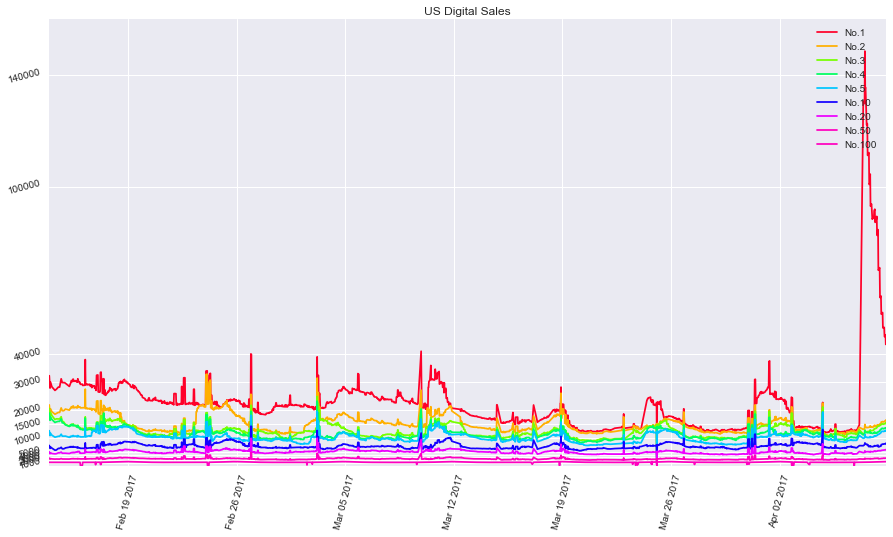 US Digital Sales
No.1
No.2
No.3
No.4
No.5
No.10
No.20
No.50
No.100
140000
100000
40000
30000
20000
15000
10000
Feb 19 2017
Feb 26 2017
Mar 05 2017
Mar 12 2017
Mar 19 2017
Mar 26 2017
Apr 02 2017